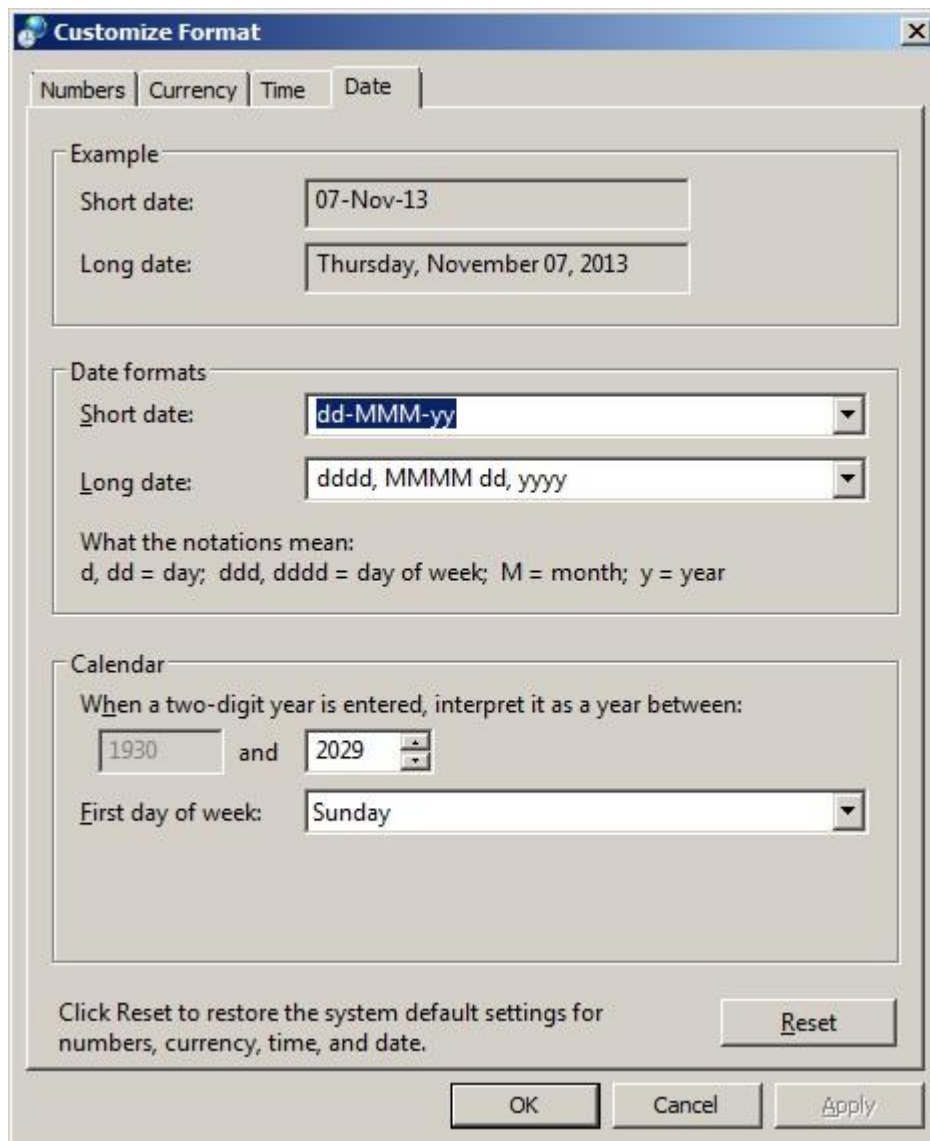 Customize Format
Numbers Currency Time Date
Example
Short date: 07-Nov-13
Long date: Thursday, November 07, 2013
Date formats
Short date: dd-MMM-yy
Long date: dddd, MMMM dd, yyyy
What the notations mean:
d, dd = day; ddd, dddd = day of week; M = month; y = year
Calendar
When a two-digit year is entered, interpret it as a year between:
1930 and 2029
First day of week: Sunday
Click Reset to restore the system default settings for
numbers, currency, time, and date.
Reset
OK Cancel Apply